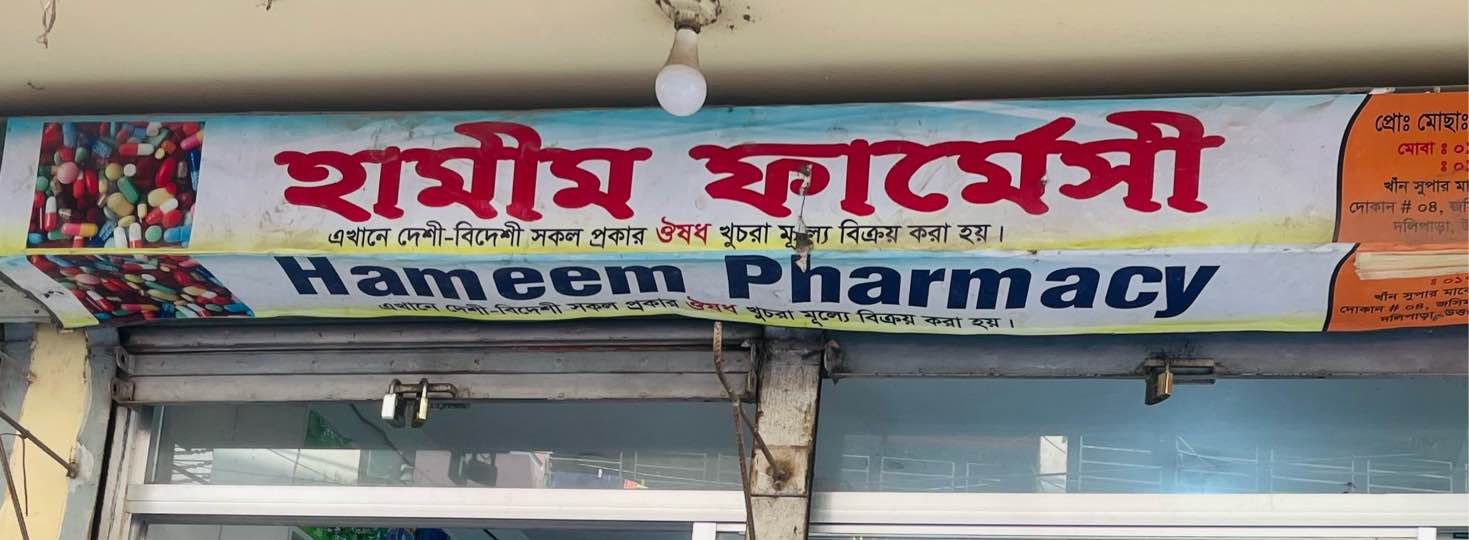 হামীম ফার্মেসী
এখানে দেশী-বিদেশী সকল প্রকার ঔষধ খুচরা মূল্যে বিক্রয় করা হয়।
Hameem Pharmacy
এখানে দেশী-বিদেশী সকল প্রকার ঔষধ খুচরা মূল্যে বিক্রয় করা হয়।
প্রোঃ মোছাঃ
মোবা ঃ
খাঁন সুপার
দোকান # ০৪,
দলিপাড়া,
খাঁন সুপার
দোকান # ০৪,
দলিপাড়া,